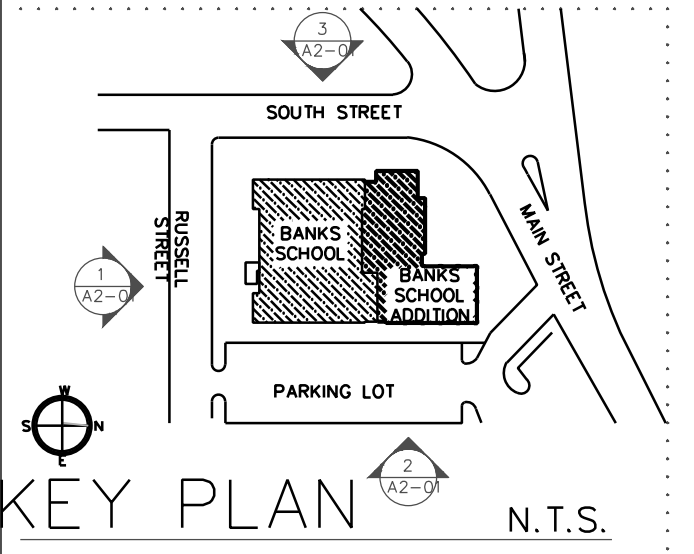 3
A2-01
SOUTH STREET
BANKS
SCHOOL
RUSSELL
STREET
1
A2-01
MAIN STREET
BANKS
SCHOOL
ADDITION
PARKING LOT
W
S N
E
2
A2-01
KEY PLAN
N.T.S.